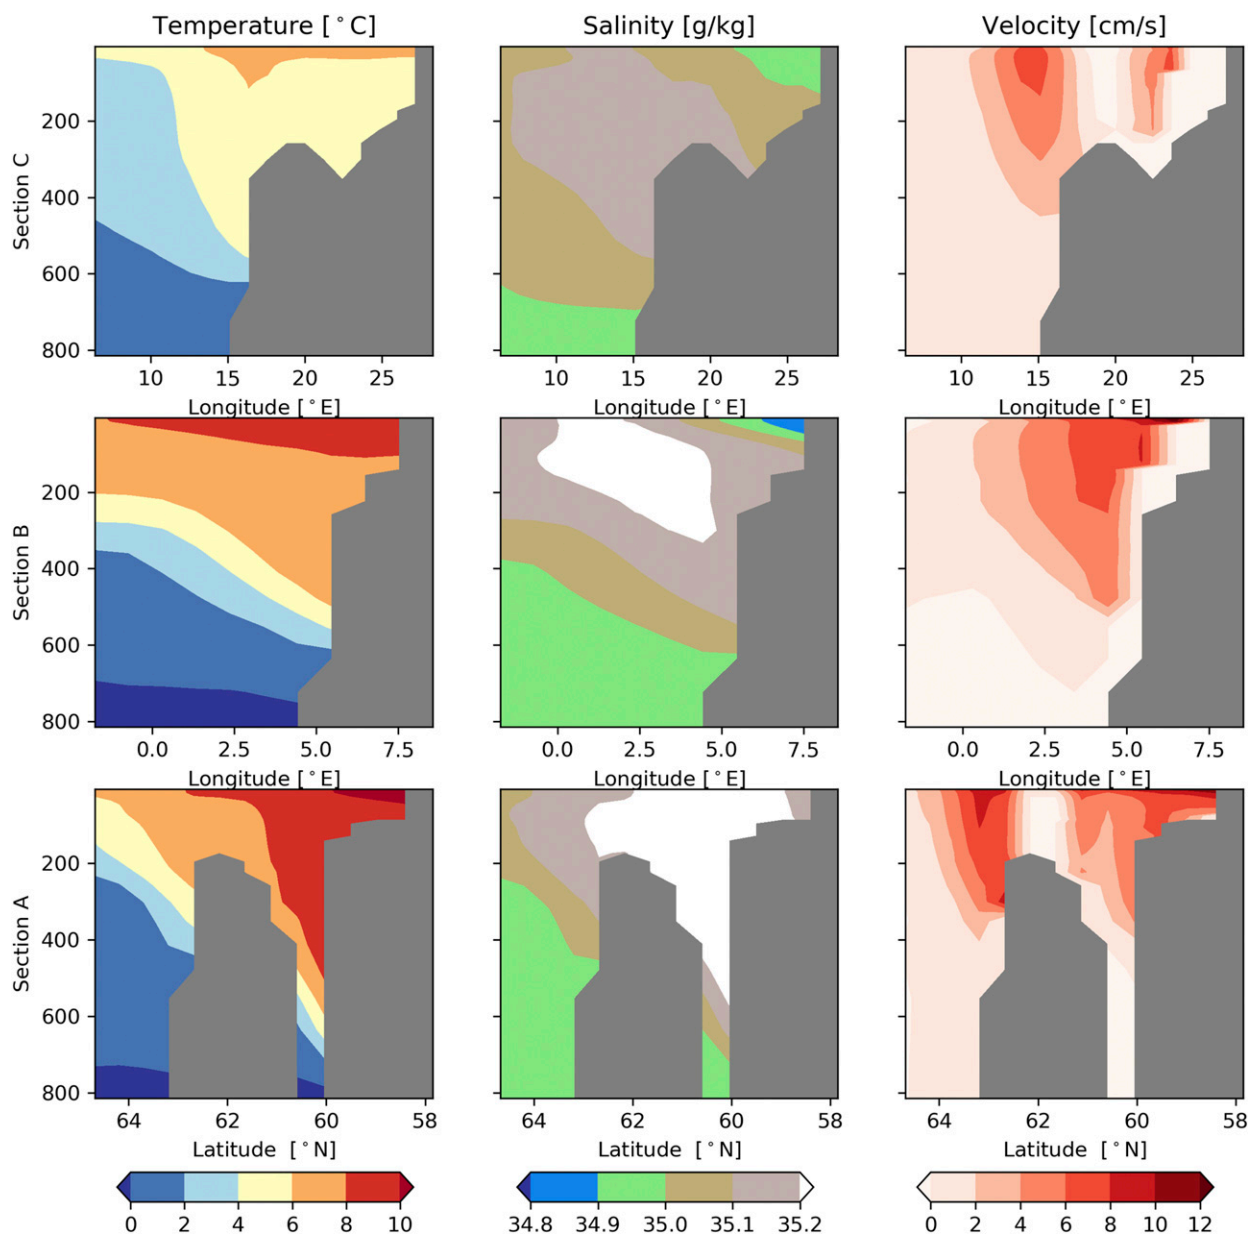 Temperature [°C] Salinity [g/kg] Velocity [cm/s]
Section C
200
400
600
800
10 15 20 25 10 15 20 25 10 15 20 25
Longitude [°E] Longitude [°E] Longitude [°E]
Section B
200
400
600
800
0.0 2.5 5.0 7.5 0.0 2.5 5.0 7.5 0.0 2.5 5.0 7.5
Longitude [°E] Longitude [°E] Longitude [°E]
Section A
200
400
600
800
64 62 60 58 64 62 60 58 64 62 60 58
Latitude [°N] Latitude [°N] Latitude [°N]
0 2 4 6 8 10 34.8 34.9 35.0 35.1 35.2 0 2 4 6 8 10 12